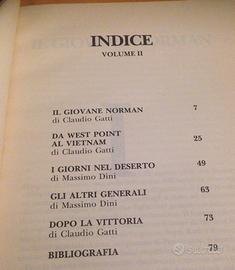 INDICE
VOLUME II
IL GIOVANE NORMAN 7
di Claudio Gatti
DA WEST POINT
AL VIETNAM 25
di Claudio Gatti
I GIORNI NEL DESERTO 49
di Massimo Dini
GLI ALTRI GENERALI 63
di Massimo Dini
DOPO LA VITTORIA 73
di Claudio Gatti
BIBLIOGRAFIA 79
subito